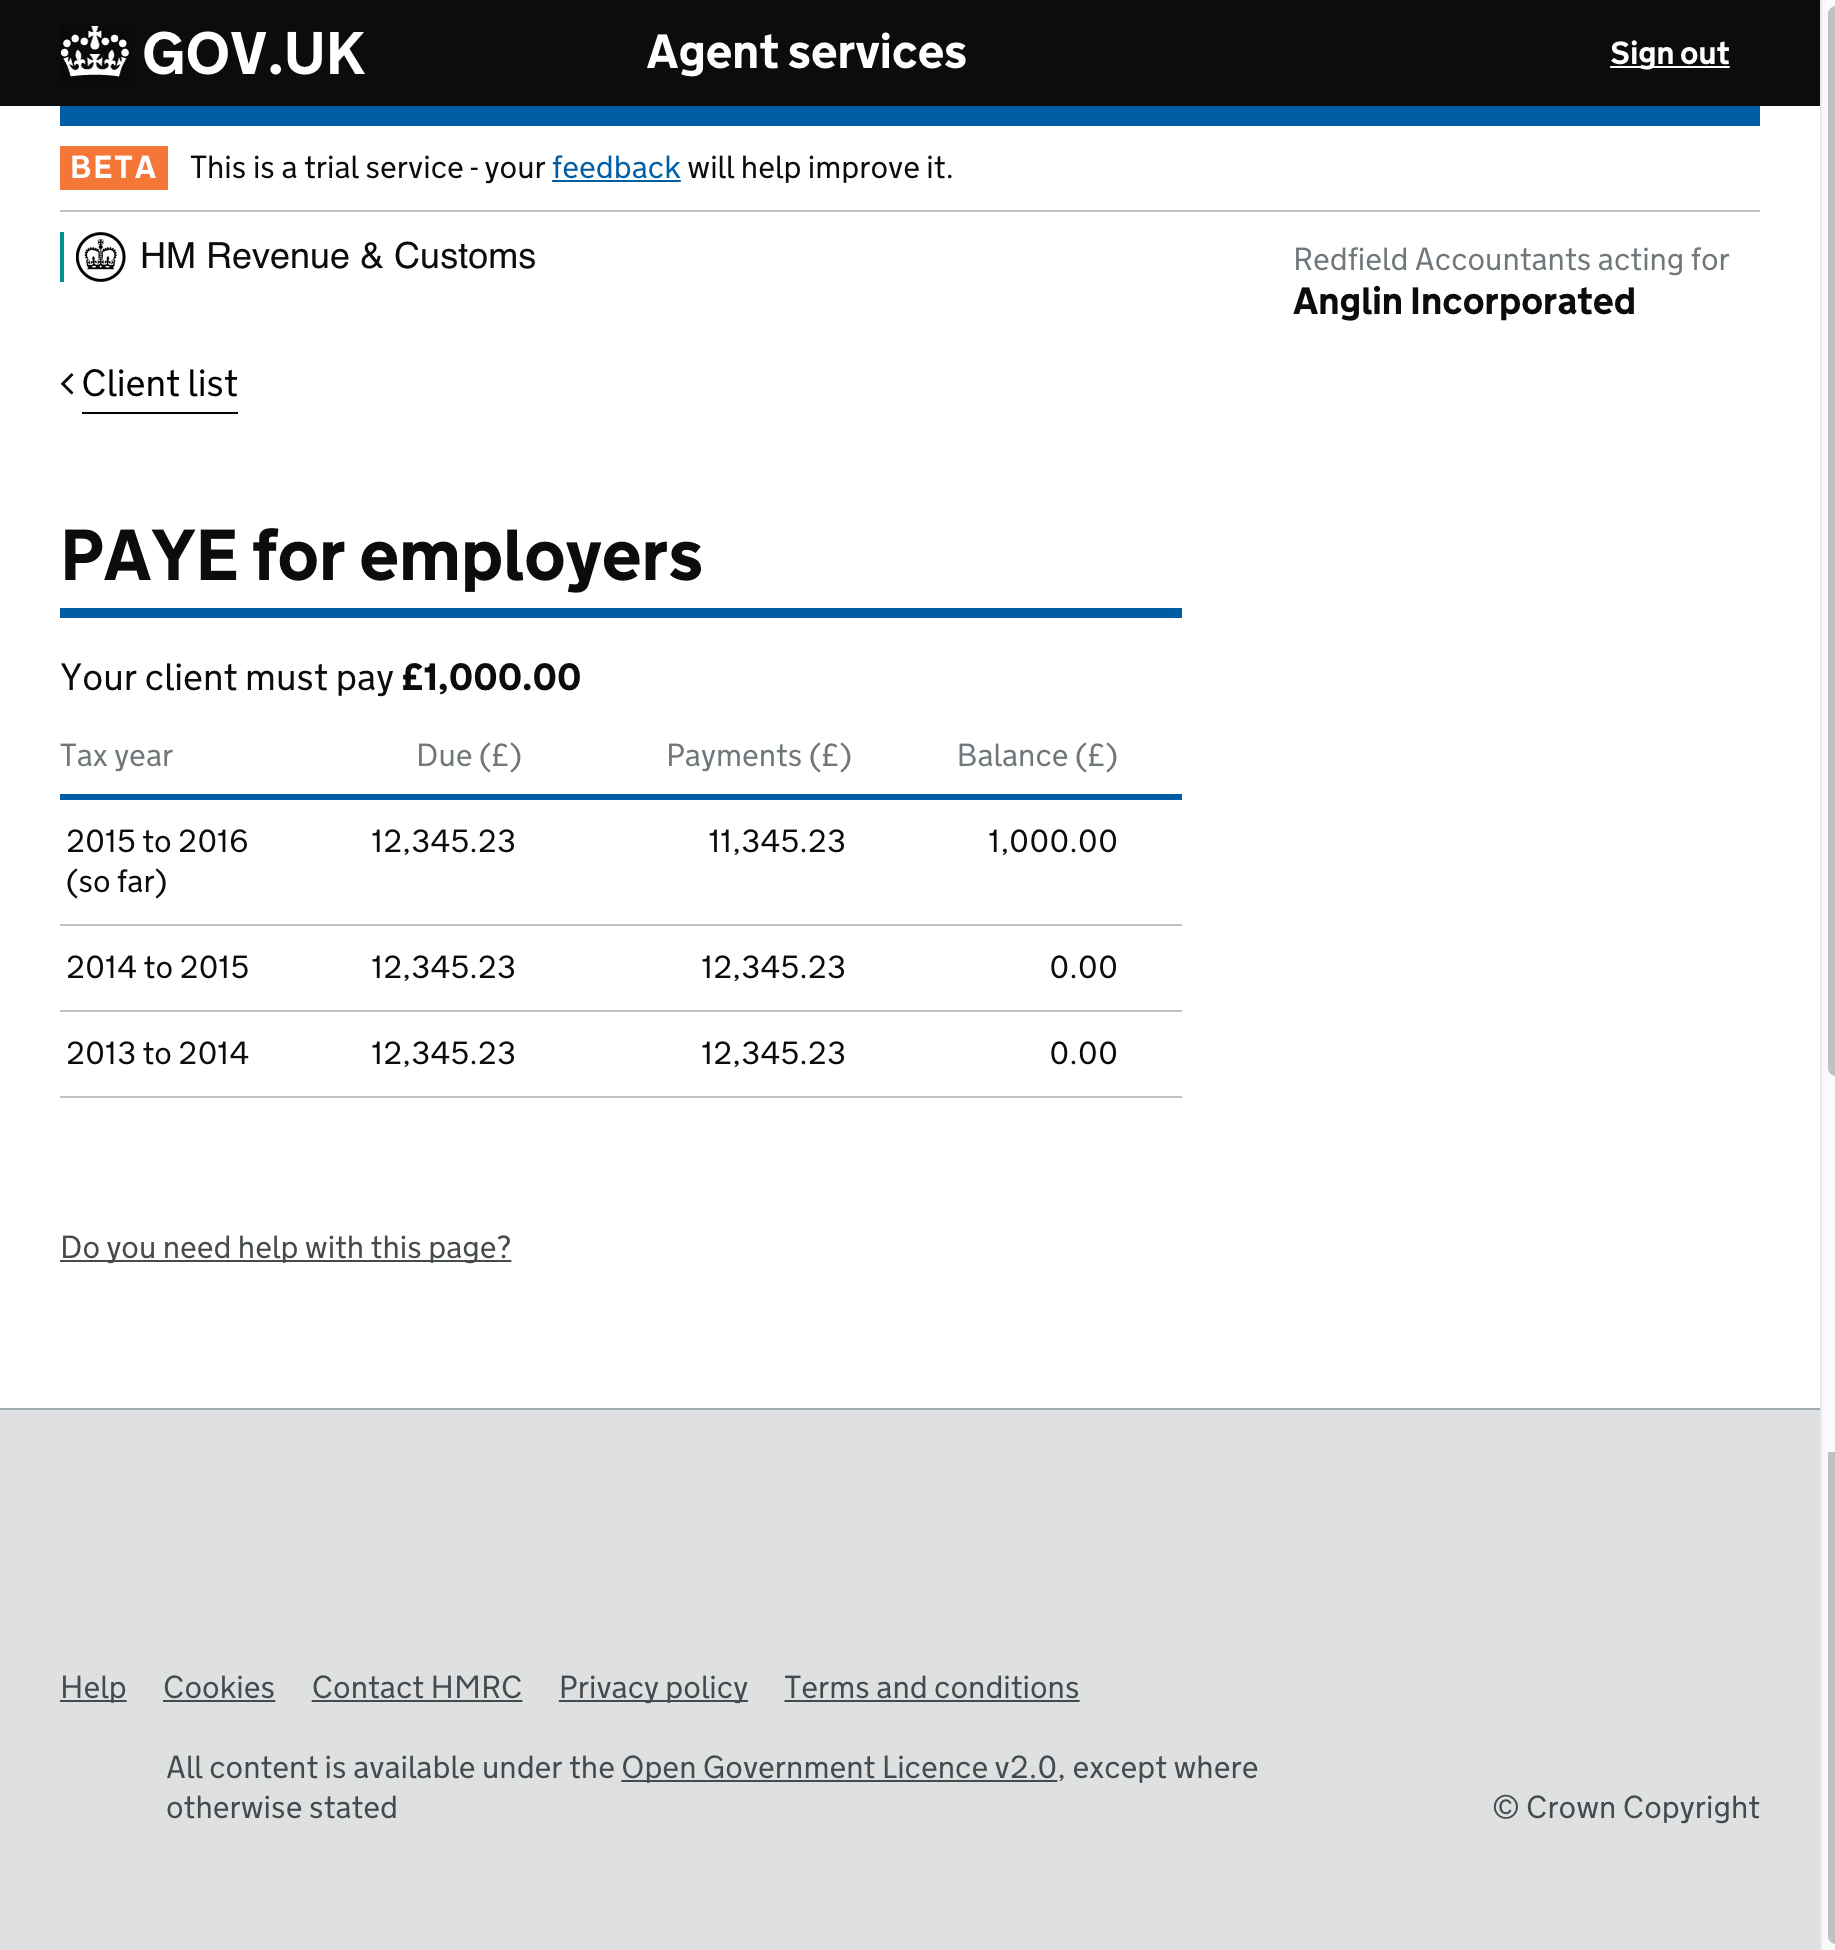 GOV.UK Agent services Sign out
BETA This is a trial service - your feedback will help improve it.
HM Revenue & Customs
Redfield Accountants acting for
Anglin Incorporated
Client list
PAYE for employers
Your client must pay £1,000.00
Tax year Due (£) Payments (£) Balance (£)
2015 to 2016 12,345.23 11,345.23 1,000.00
(so far)
2014 to 2015 12,345.23 12,345.23 0.00
2013 to 2014 12,345.23 12,345.23 0.00
Do you need help with this page?
Help Cookies Contact HMRC Privacy policy Terms and conditions
All content is available under the Open Government Licence v2.0, except where
otherwise stated
© Crown Copyright